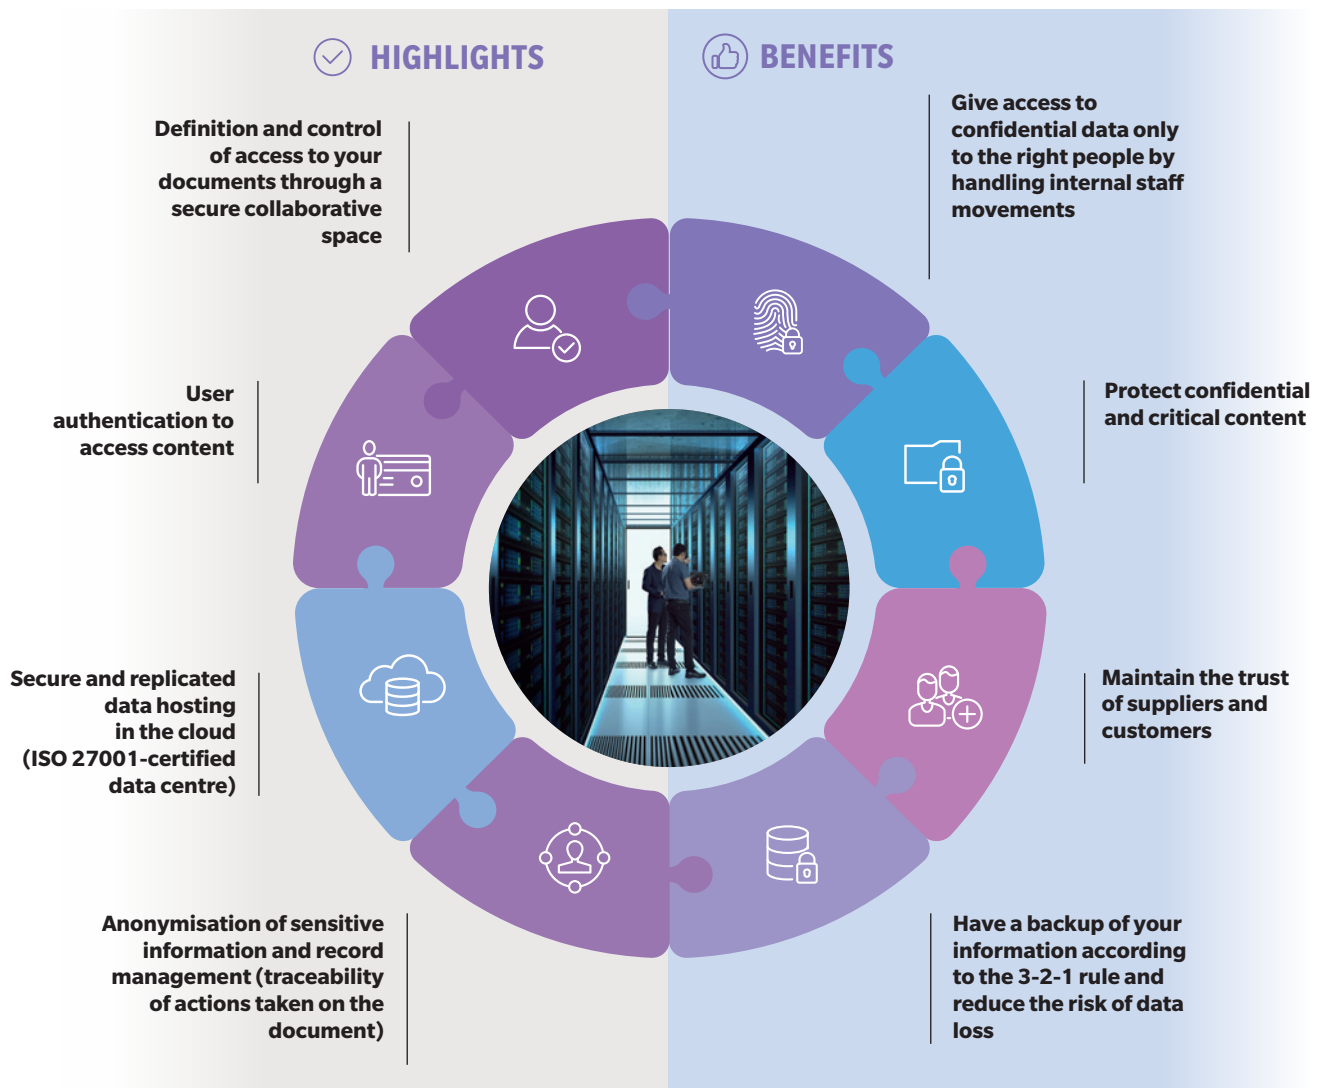 HIGHLIGHTS
Definition and control
of access to your
documents through a
secure collaborative
space
User
authentication to
access content
Secure and replicated
data hosting
in the cloud
(ISO 27001-certified
data centre)
Anonymisation of sensitive
information and record
management (traceability
of actions taken on the
document)
BENEFITS
Give access to
confidential data only
to the right people by
handling internal staff
movements
Protect confidential
and critical content
Maintain the trust
of suppliers and
customers
Have a backup of your
information according
to the 3-2-1 rule and
reduce the risk of data
loss